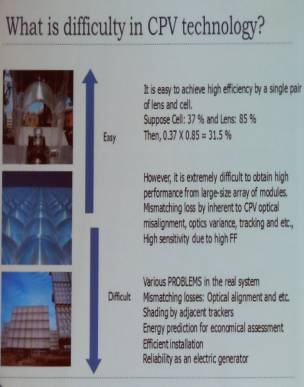 What is difficulty in CPV technology?
It is easy to achieve high efficiency by a single pair
of lens and cell.
Suppose Cell: 37 % and Lens: 85 %
Easy
Then, 0.37 X 0.85 = 31.5 %
However, it is extremely difficult to obtain high
performance from large-size array of modules.
Mismatching loss by inherent to CPV optical
misalignment, optics variance, tracking and etc.,
High sensitivity due to high FF
Various PROBLEMS in the real system
Difficult
Mismatching losses: Optical alignment and etc.
Shading by adjacent trackers
Energy prediction for economical assessment
Efficient installation
Reliability as an electric generator